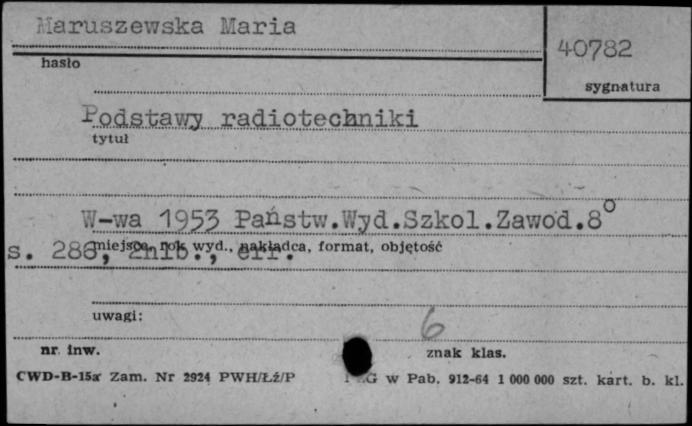 Maruszewska Maria
40782
hasło
sygnatura
Podstawy radiotechniki
tytuł
W-wa 1953 Państw.Wyd.Szkol.Zawod.8°
miejsce, rok wyd., nakładca, format, objętość
s. 286, 2nlb., err.
uwagi:
6
nr. inw.
znak klas.
CWD-B-15a Zam. Nr 2924 PWH/Łź/P
G w Pab. 912-64 1 000 000 szt. kart. b. kl.